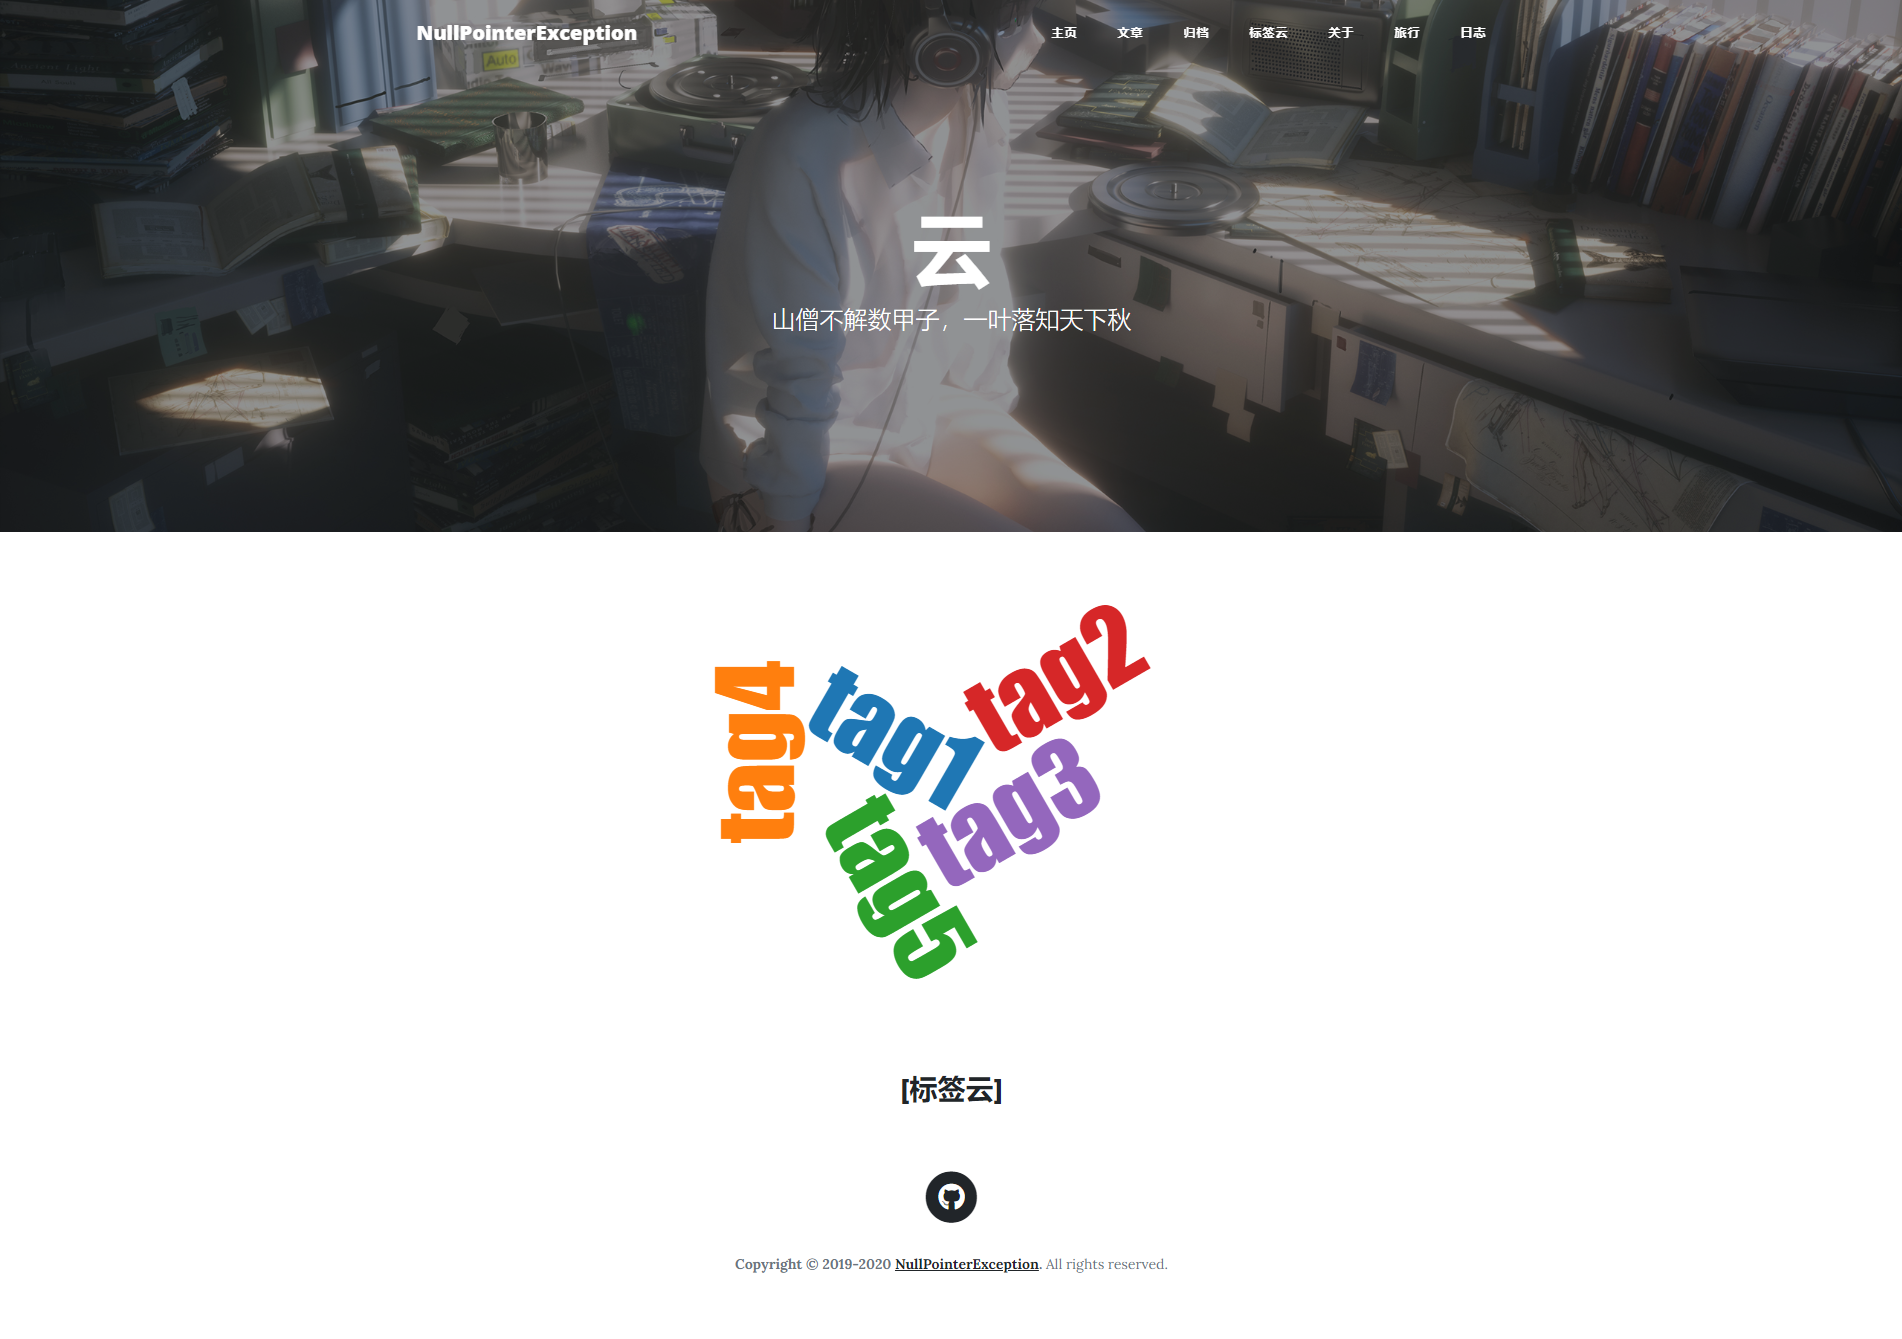 NullPointerException
主页 文章 归档 标签云 关于 旅行 日志
Auto
云
山僧不解数甲子，一叶落知天下秋
tag2
tag4
tag1
tag3
tag5
[标签云]
Copyright © 2019-2020 NullPointerException. All rights reserved.